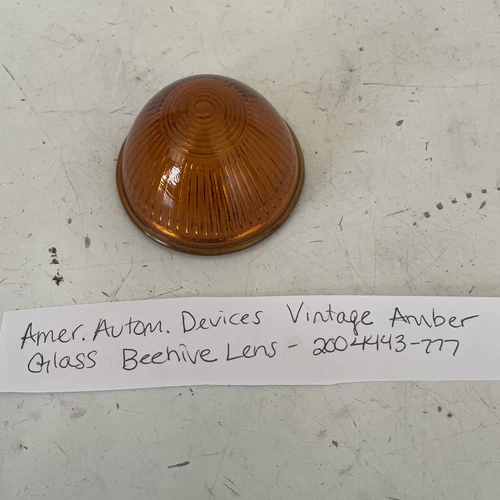 Amer. Autom. Devices Vintage Amber
Glass Beehive Lens - 2004443-777